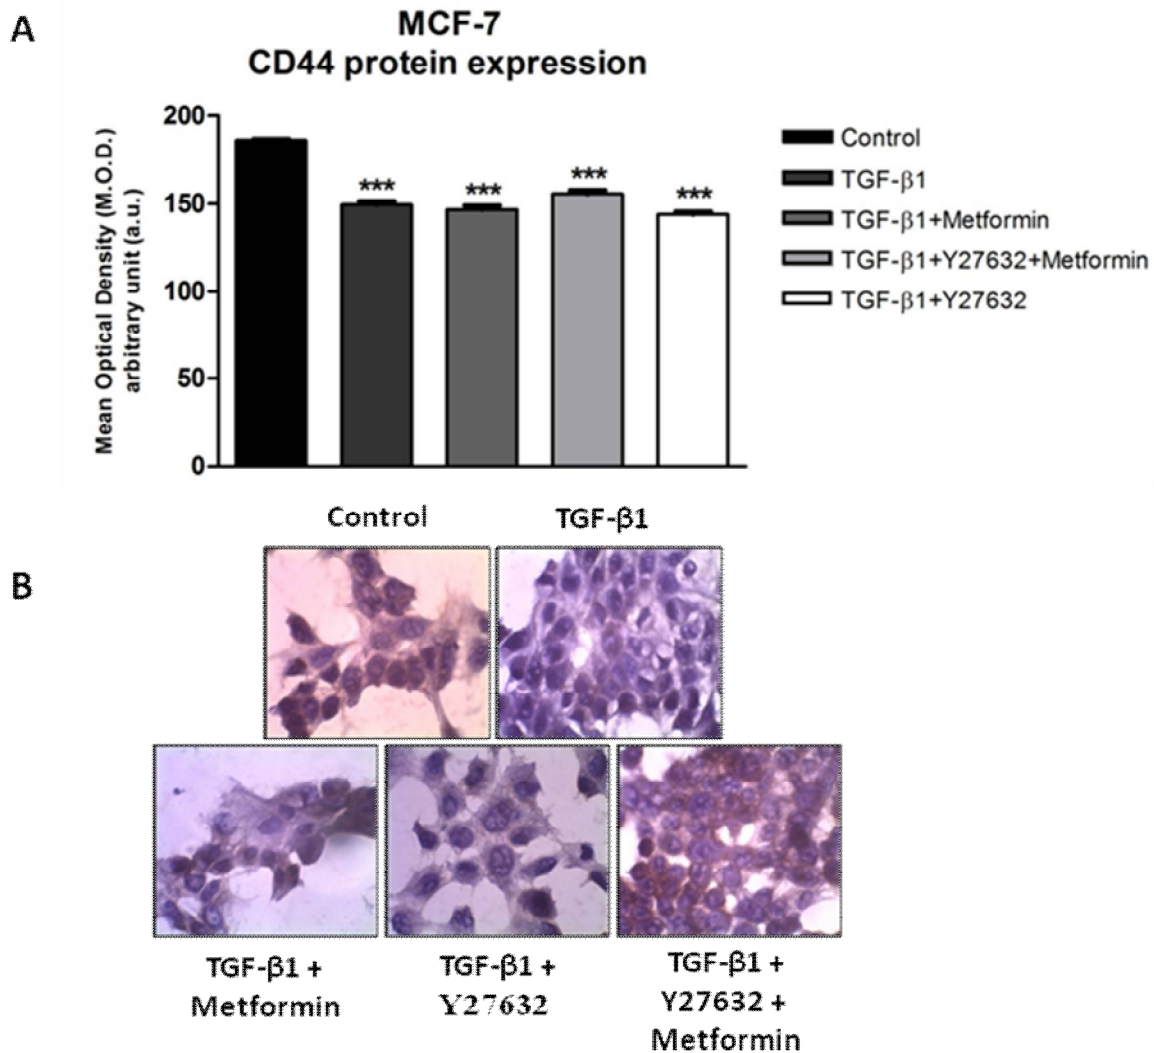 A
MCF-7
CD44 protein expression
Mean Optical Density (M.O.D.)
arbitrary unit (a.u.)
200
150
100
50
0
***
***
***
***
Control
TGF-β1
TGF-β1+Metformin
TGF-β1+Y27632+Metformin
TGF-β1+Y27632
B
Control
TGF-β1
TGF-β1 +
Metformin
TGF-β1 +
Y27632
TGF-β1 +
Y27632 +
Metformin